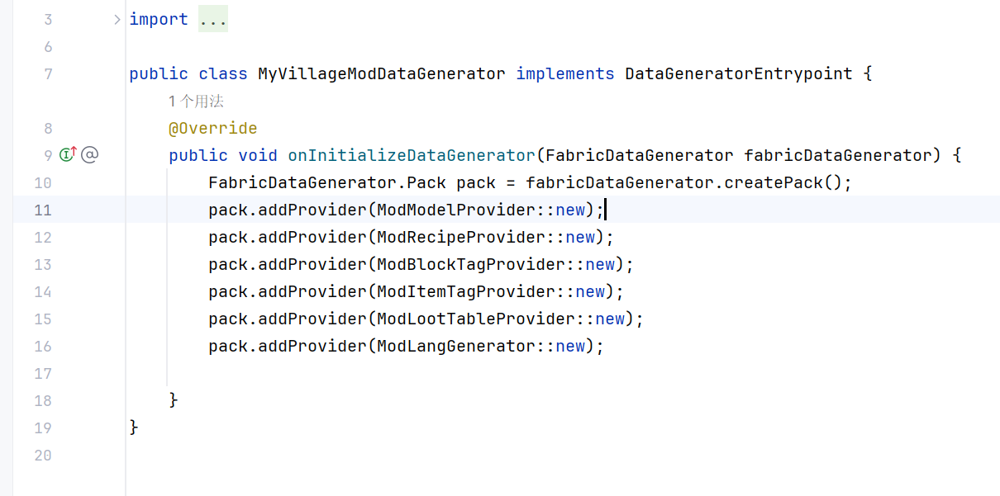 3 import ...
6
7 public class MyVillageModDataGenerator implements DataGeneratorEntrypoint {
1 个用法
8 @Override
9 public void onInitializeDataGenerator(FabricDataGenerator fabricDataGenerator) {
10 FabricDataGenerator.Pack pack = fabricDataGenerator.createPack();
11 pack.addProvider(ModModelProvider::new);
12 pack.addProvider(ModRecipeProvider::new);
13 pack.addProvider(ModBlockTagProvider::new);
14 pack.addProvider(ModItemTagProvider::new);
15 pack.addProvider(ModLootTableProvider::new);
16 pack.addProvider(ModLangGenerator::new);
17
18 }
19 }
20